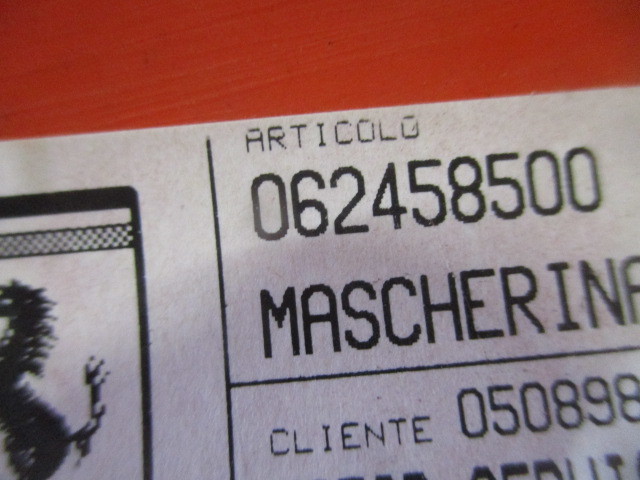 ARTICOLO
062458500
MASCHERINA
CLIENTE 050898